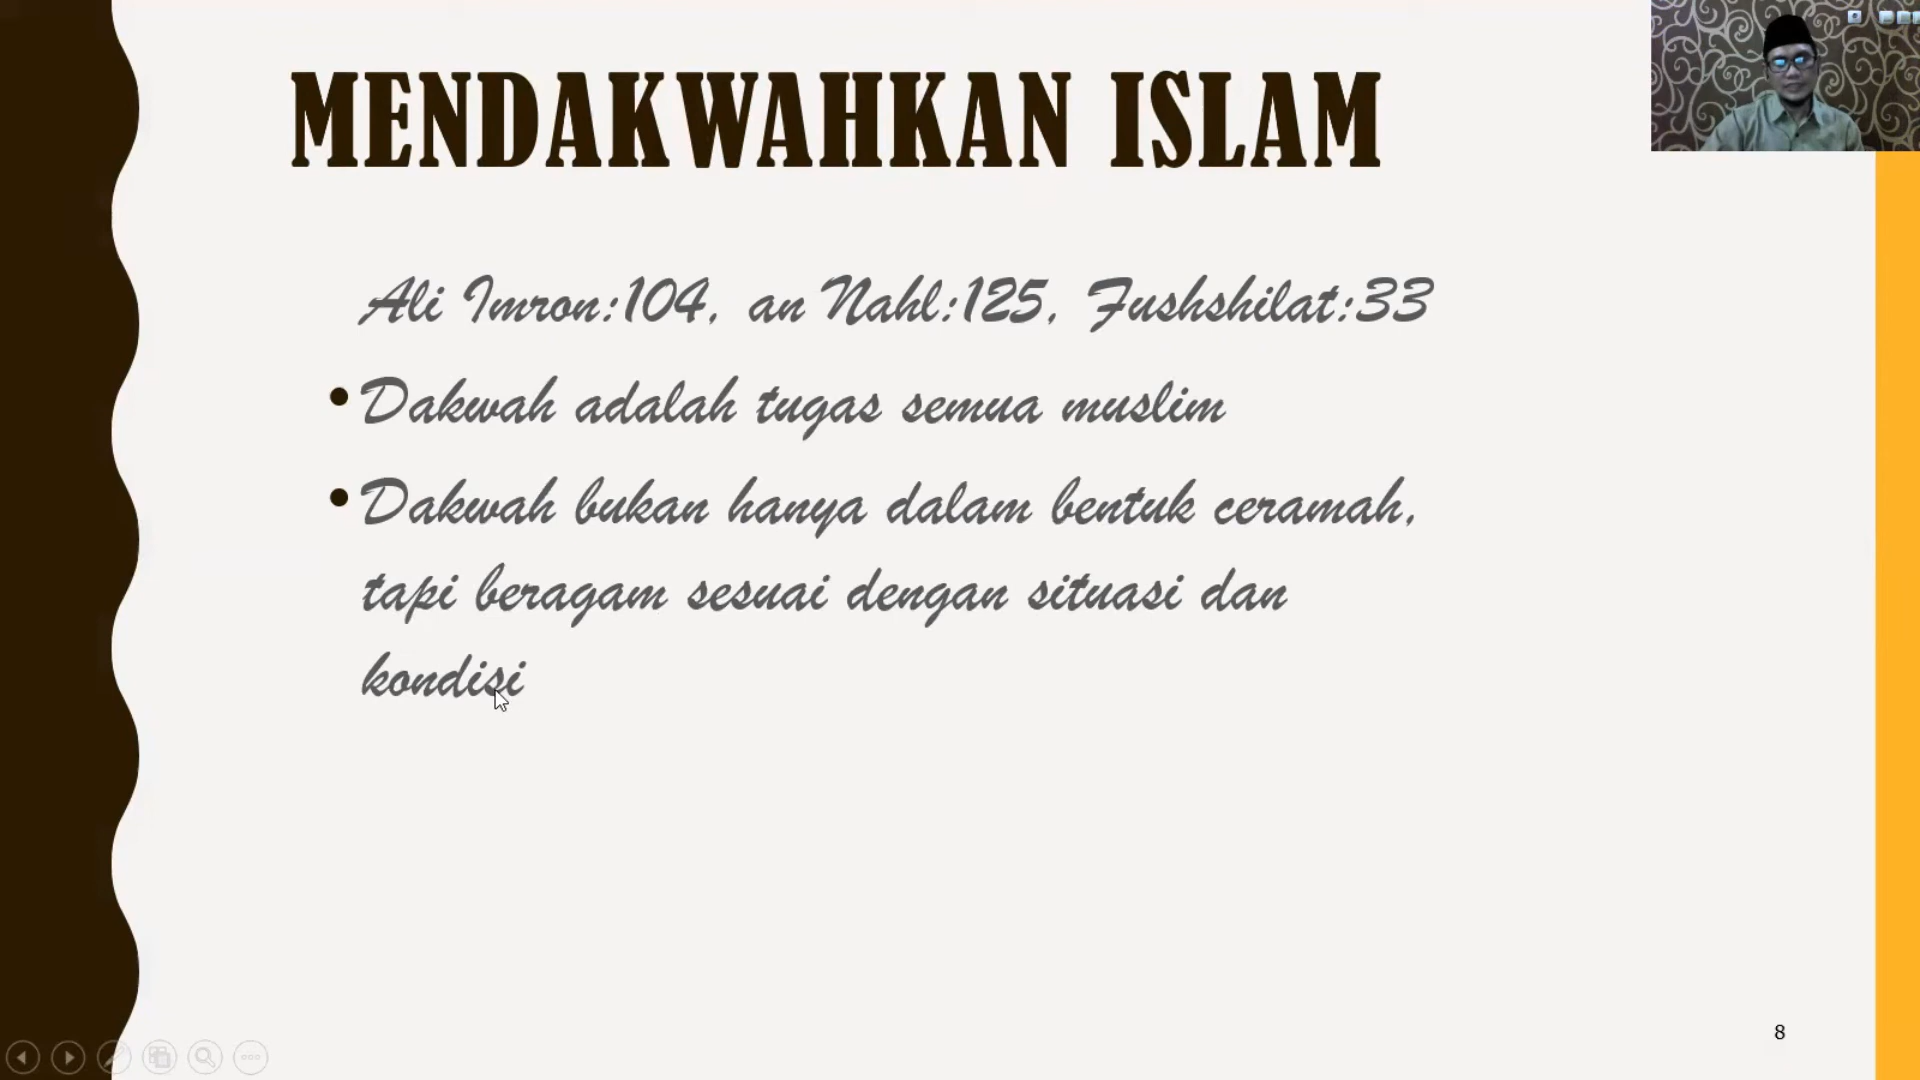 MENDAKWAHKAN ISLAM
Ali Imron:104, an Nahl:125, Fushshilat:33
• Dakwah adalah tugas semua muslim
• Dakwah bukan hanya dalam bentuk ceramah,
tapi beragam sesuai dengan situasi dan
kondisi
8